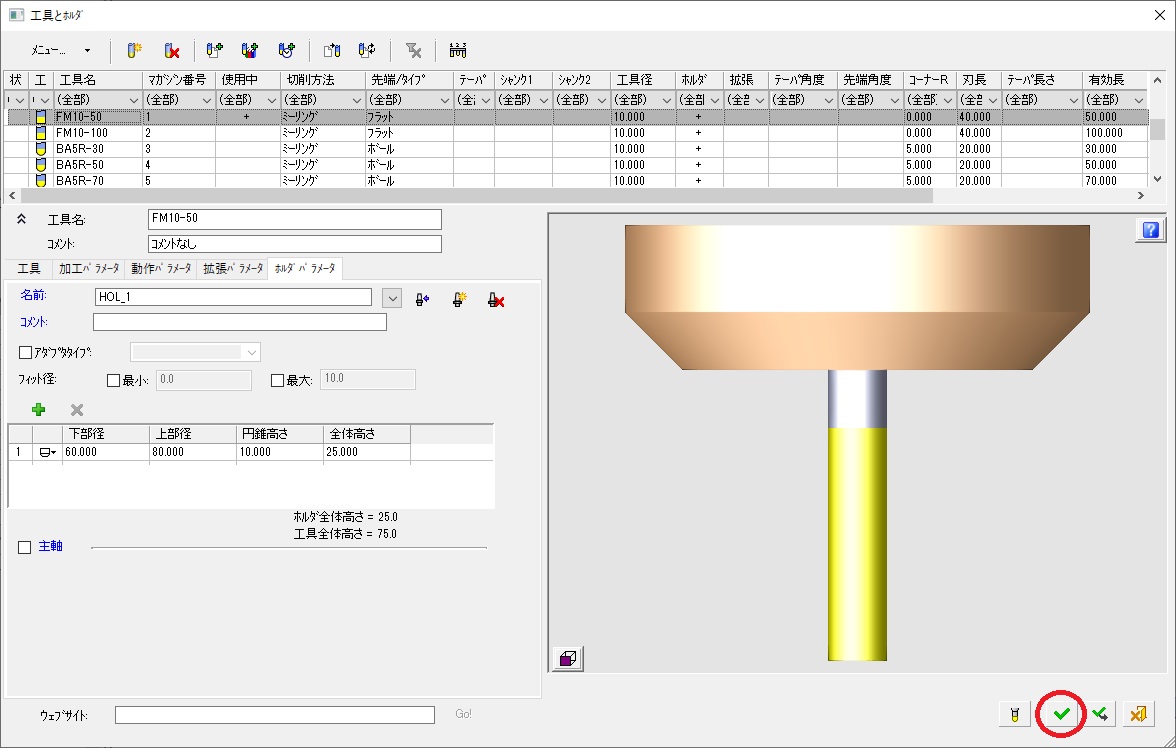 工具とﾎﾙﾀﾞ
ﾒﾆｭｰ...
状 工 工具名 ﾏｶﾞｼﾞﾝ番号 使用中 切削方法 先端/ﾀｲﾌﾟ ﾃｰﾊﾟ ｼｬﾝｸ1 ｼｬﾝｸ2 工具径 ﾎﾙﾀﾞ 拡張 ﾃｰﾊﾟ角度 先端角度 ｺｰﾅｰR 刃長 ﾃｰﾊﾟ長さ 有効長
(全部) (全部) (全部) (全部) (全部) (全部) (全部) (全部) (全部) (全部) (全部) (全部) (全部) (全部) (全部)
FM10-50 1 + ﾐｰﾘﾝｸﾞ ﾌﾗｯﾄ 10.000 + 0.000 40.000 50.000
FM10-100 2 ﾐｰﾘﾝｸﾞ ﾌﾗｯﾄ 10.000 + 0.000 40.000 100.000
BA5R-30 3 ﾐｰﾘﾝｸﾞ ﾎﾞｰﾙ 10.000 + 5.000 20.000 30.000
BA5R-50 4 ﾐｰﾘﾝｸﾞ ﾎﾞｰﾙ 10.000 + 5.000 20.000 50.000
BA5R-70 5 ﾐｰﾘﾝｸﾞ ﾎﾞｰﾙ 10.000 + 5.000 20.000 70.000
工具名: FM10-50
ｺﾒﾝﾄ: ｺﾒﾝﾄなし
工具 加工ﾊﾟﾗﾒｰﾀ 動作ﾊﾟﾗﾒｰﾀ 拡張ﾊﾟﾗﾒｰﾀ ﾎﾙﾀﾞﾊﾟﾗﾒｰﾀ
名前: HOL_1
ｺﾒﾝﾄ:
ｱﾀﾞﾌﾟﾀﾀｲﾌﾟ:
ﾌｨｯﾄ径: 最小: 0.0 最大: 10.0
下部径 上部径 円錐高さ 全体高さ
1 60.000 80.000 10.000 25.000
ﾎﾙﾀﾞ全体高さ = 25.0
工具全体高さ = 75.0
主軸
ｳｪﾌﾞｻｲﾄ: Go!